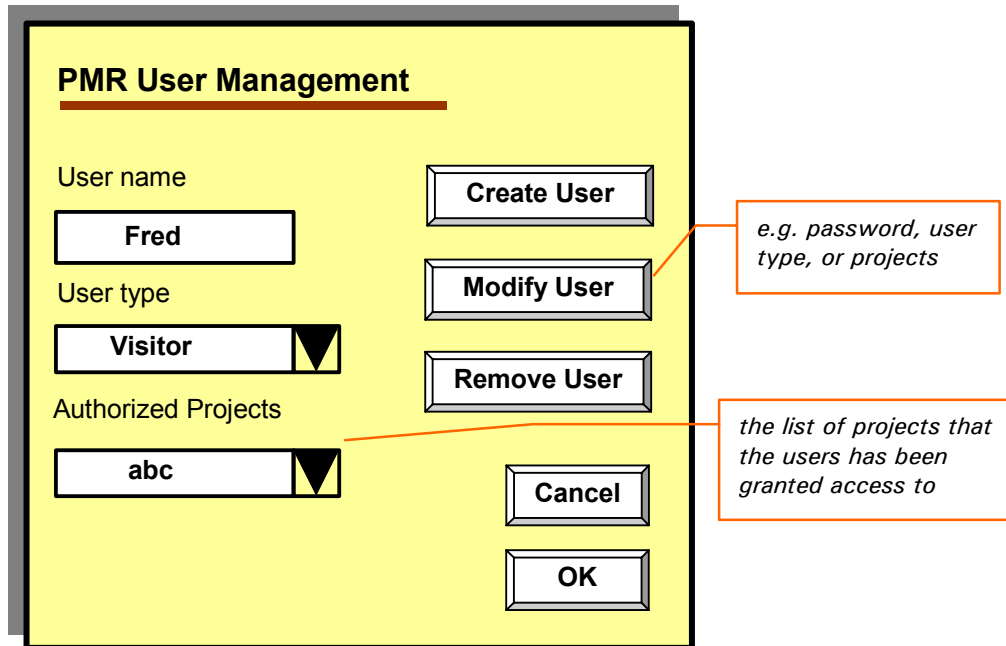 PMR User Management
User name
Fred
User type
Visitor
Authorized Projects
abc
Create User
Modify User
Remove User
Cancel
OK
e.g. password, user
type, or projects
the list of projects that
the users has been
granted access to